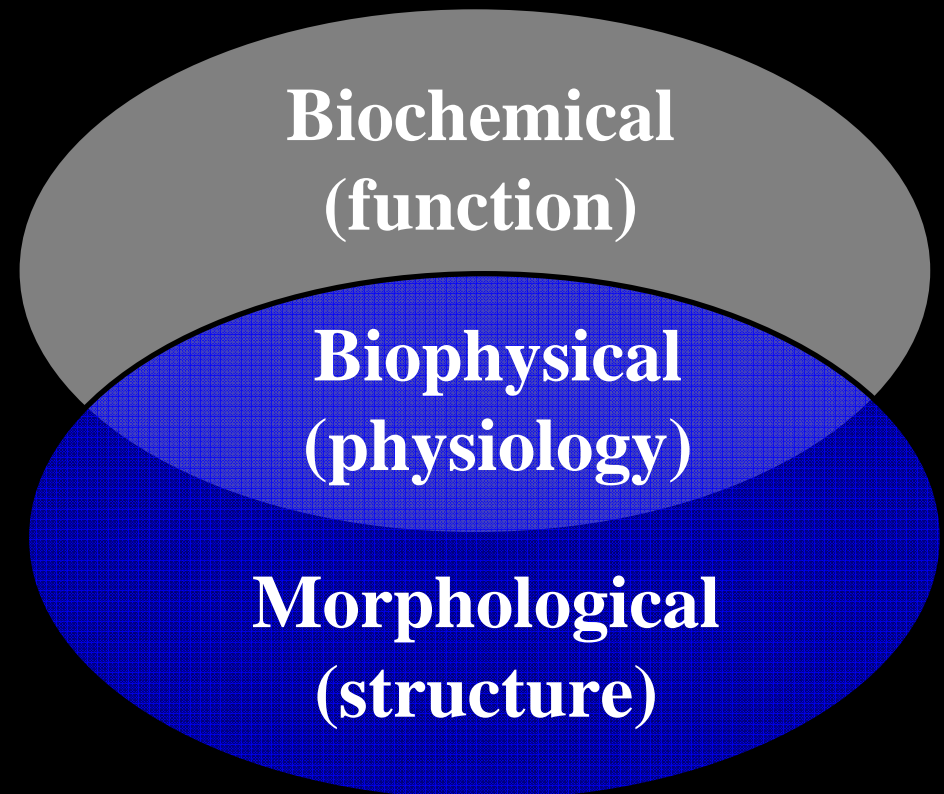 Biochemical
(function)
Biophysical
(physiology)
Morphological
(structure)